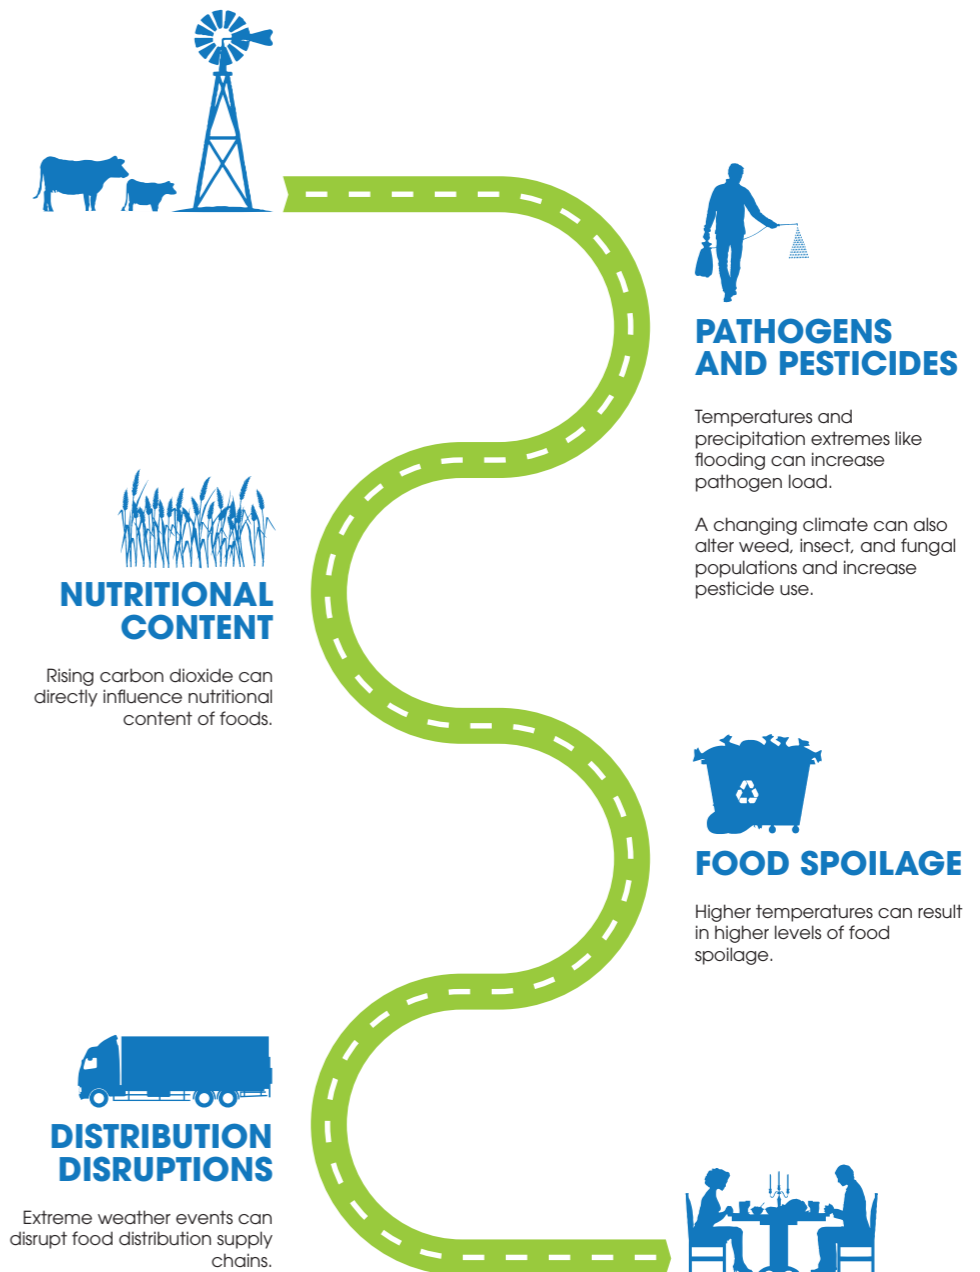 PATHOGENS
AND PESTICIDES
Temperatures and
precipitation extremes like
flooding can increase
pathogen load.
A changing climate can also
alter weed, insect, and fungal
populations and increase
pesticide use.
NUTRITIONAL
CONTENT
Rising carbon dioxide can
directly influence nutritional
content of foods.
FOOD SPOILAGE
Higher temperatures can result
in higher levels of food
spoilage.
DISTRIBUTION
DISRUPTIONS
Extreme weather events can
disrupt food distribution supply
chains.